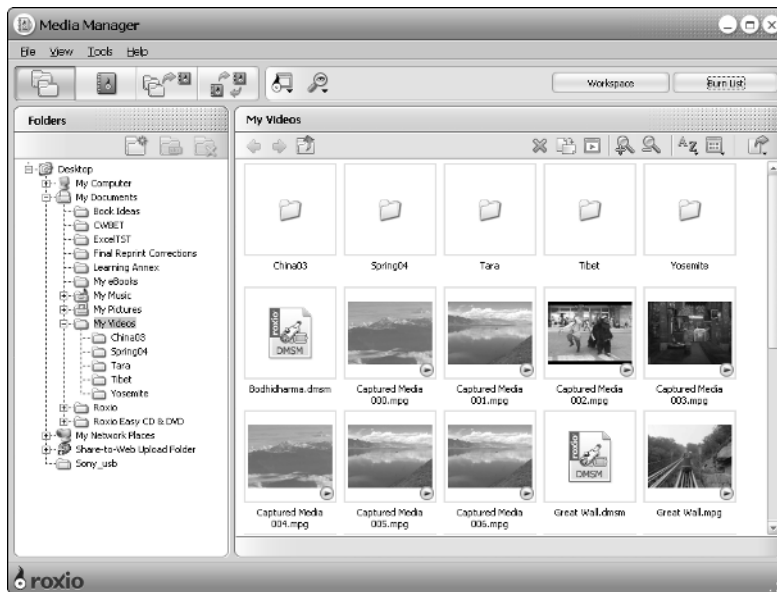 Media Manager
File View Tools Help
Workspace
Burn List
Folders
My Videos
Desktop
My Computer
My Documents
Book Ideas
CWBET
ExcelTST
Final Reprint Corrections
Learning Annex
My eBooks
My Music
My Pictures
My Videos
China03
Spring04
Tara
Tibet
Yosemite
Roxio
Roxio Easy CD & DVD
My Network Places
Share-to-Web Upload Folder
Sony_usb
AZ
China03
Spring04
Tara
Tibet
Yosemite
roxio
DMSM
Bodhidharma.dmsm
Captured Media
000.mpg
Captured Media
001.mpg
Captured Media
002.mpg
Captured Media
003.mpg
roxio
DMSM
Captured Media
004.mpg
Captured Media
005.mpg
Captured Media
006.mpg
Great Wall.dmsm
Great Wall.mpg
roxio